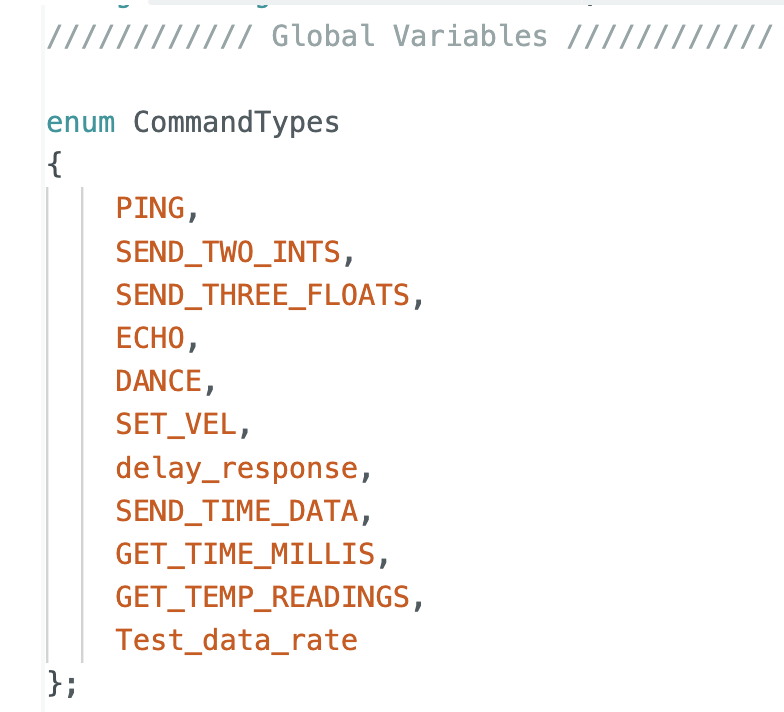 //////////// Global Variables ////////////
enum CommandTypes
{
PING,
SEND_TWO_INTS,
SEND_THREE_FLOATS,
ECHO,
DANCE,
SET_VEL,
delay_response,
SEND_TIME_DATA,
GET_TIME_MILLIS,
GET_TEMP_READINGS,
Test_data_rate
};